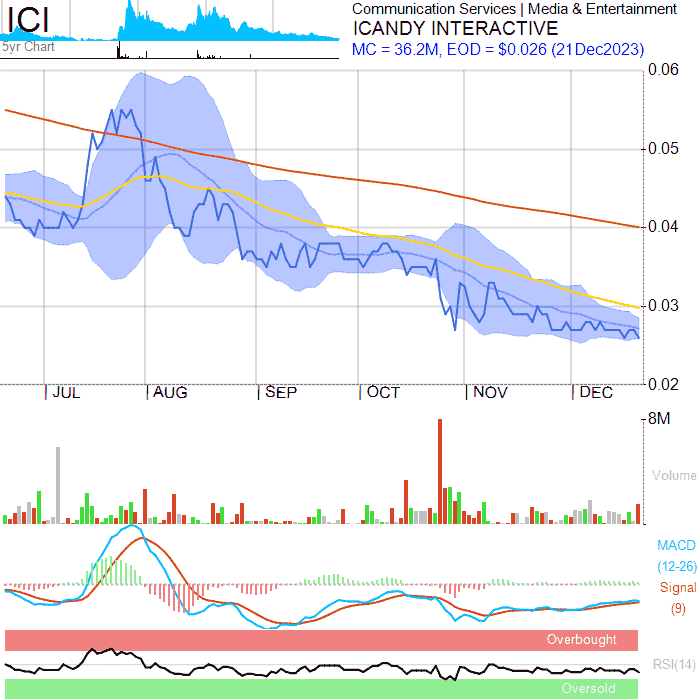 ICI
5yr Chart
Communication Services | Media & Entertainment
ICANDY INTERACTIVE
MC = 36.2M, EOD = $0.026 (21Dec2023)
0.06
0.05
0.04
0.03
0.02
JUL AUG SEP OCT NOV DEC
8M
Volume
MACD
(12-26)
Signal
(9)
Overbought
RSI(14)
Oversold